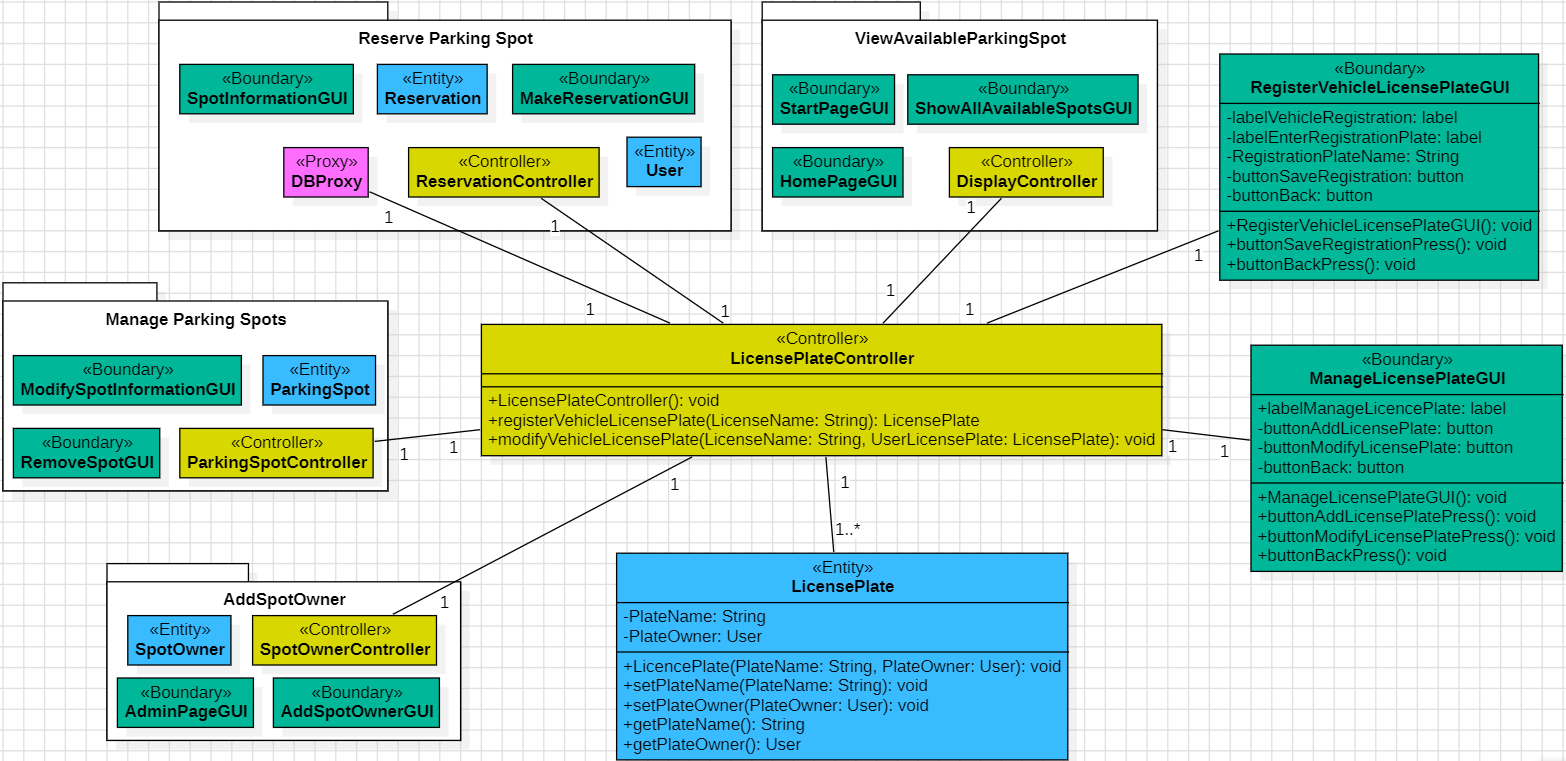 Reserve Parking Spot
«Boundary»
SpotInformationGUI
«Entity»
Reservation
«Boundary»
MakeReservationGUI
«Proxy»
DBProxy
«Controller»
ReservationController
«Entity»
User
1
1
ViewAvailableParkingSpot
«Boundary»
StartPageGUI
«Boundary»
ShowAllAvailableSpotsGUI
«Boundary»
HomePageGUI
«Controller»
DisplayController
1
«Boundary»
RegisterVehicleLicensePlateGUI
-labelVehicleRegistration: label
-labelEnterRegistrationPlate: label
-RegistrationPlateName: String
-buttonSaveRegistration: button
-buttonBack: button
+RegisterVehicleLicensePlateGUI(): void
+buttonSaveRegistrationPress(): void
+buttonBackPress(): void
1
1
1
1
1
Manage Parking Spots
«Boundary»
ModifySpotInformationGUI
«Entity»
ParkingSpot
«Boundary»
RemoveSpotGUI
«Controller»
ParkingSpotController
1
1
«Controller»
LicensePlateController
+LicensePlateController(): void
+registerVehicleLicensePlate(LicenseName: String): LicensePlate
+modifyVehicleLicensePlate(LicenseName: String, UserLicensePlate: LicensePlate): void
1
1
«Boundary»
ManageLicensePlateGUI
+labelManageLicencePlate: label
-buttonAddLicensePlate: button
-buttonModifyLicensePlate: button
-buttonBack: button
+ManageLicensePlateGUI(): void
+buttonAddLicensePlatePress(): void
+buttonModifyLicensePlatePress(): void
+buttonBackPress(): void
1
1
1..*
AddSpotOwner
1
«Entity»
SpotOwner
«Controller»
SpotOwnerController
«Boundary»
AdminPageGUI
«Boundary»
AddSpotOwnerGUI
«Entity»
LicensePlate
-PlateName: String
-PlateOwner: User
+LicencePlate(PlateName: String, PlateOwner: User): void
+setPlateName(PlateName: String): void
+setPlateOwner(PlateOwner: User): void
+getPlateName(): String
+getPlateOwner(): User